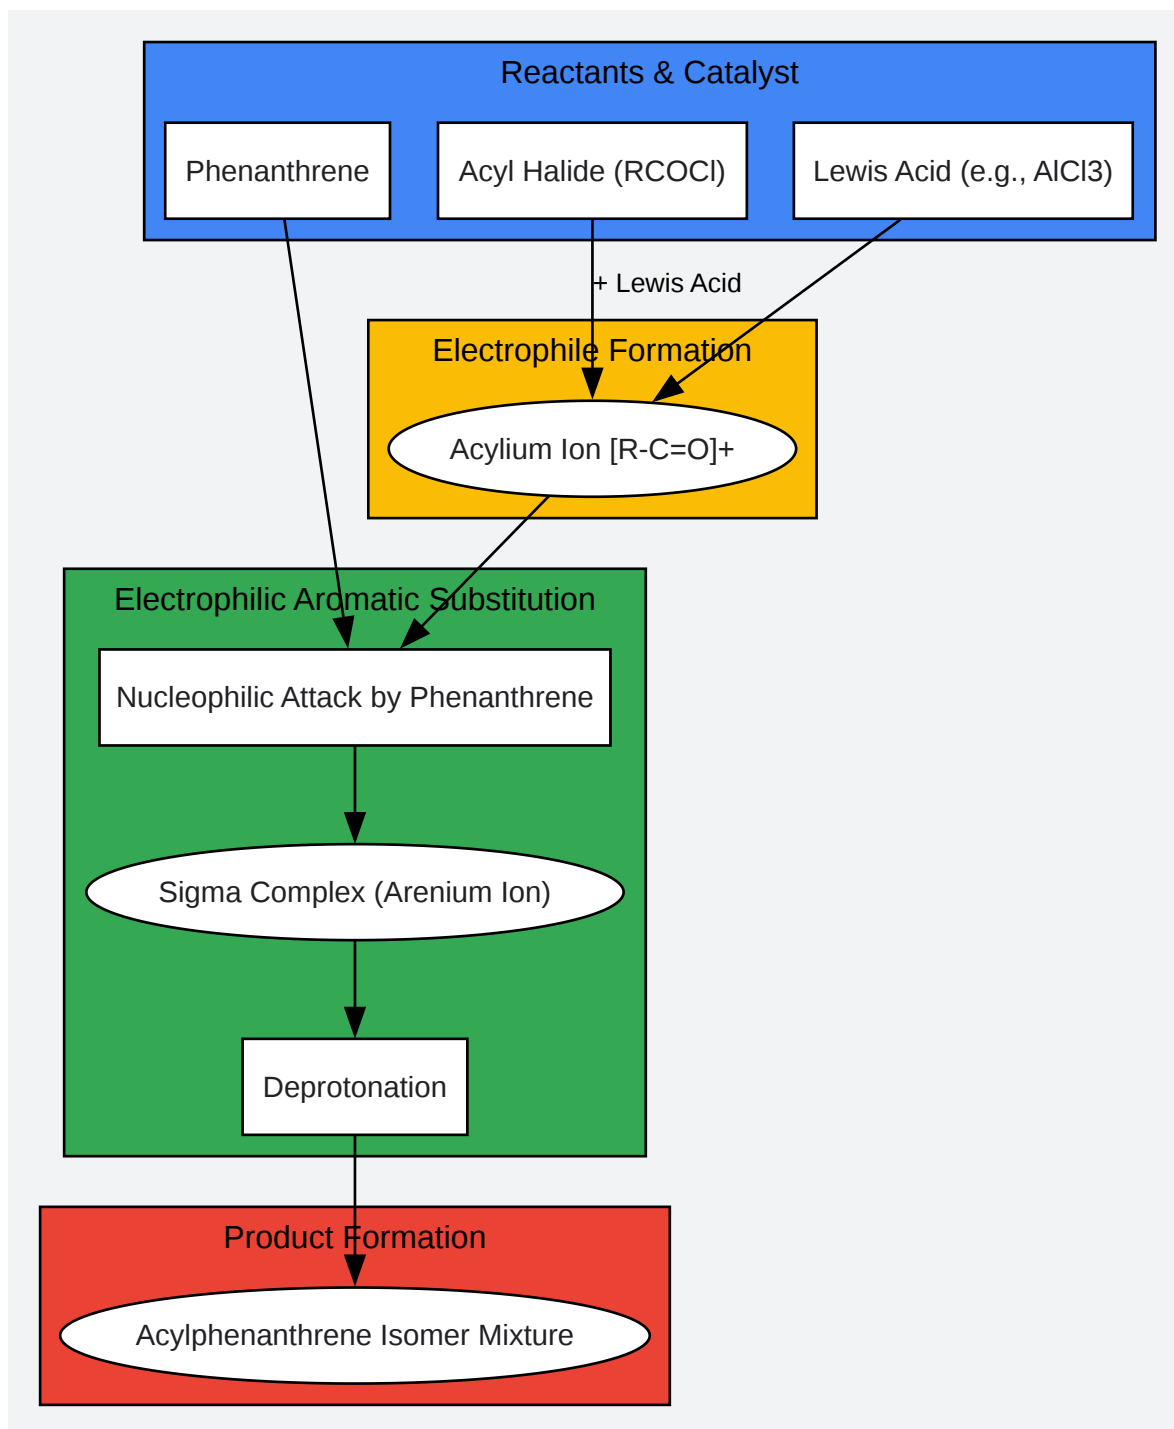 Reactants & Catalyst
Phenanthrene
Acyl Halide (RCOCl)
Lewis Acid (e.g., AlCl3)
+ Lewis Acid
Electrophile Formation
Acylium Ion [R-C=O]+
Electrophilic Aromatic Substitution
Nucleophilic Attack by Phenanthrene
Sigma Complex (Arenium Ion)
Deprotonation
Product Formation
Acylphenanthrene Isomer Mixture